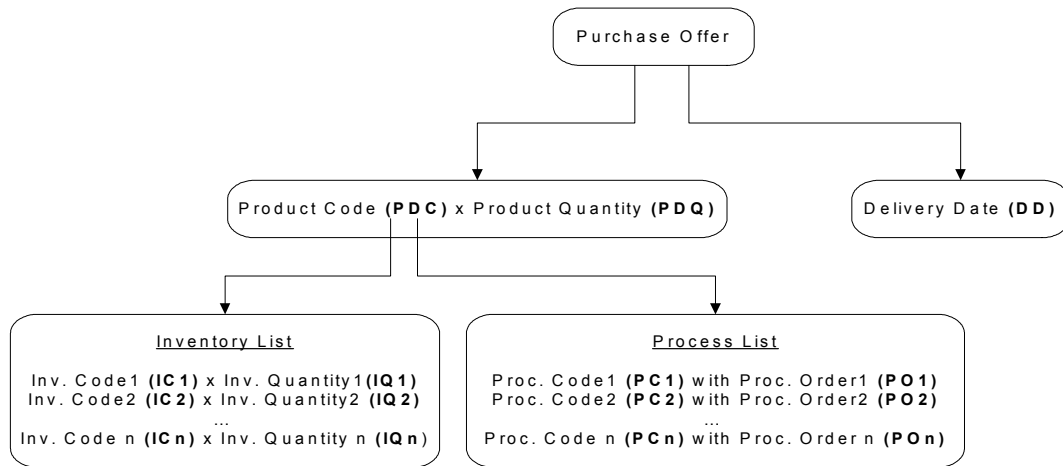 Purchase Offer
Product Code (PDC) x Product Quantity (PDQ)
Delivery Date (DD)
Inventory List
Inv. Code1 (IC1) x Inv. Quantity1(IQ1)
Inv. Code2 (IC2) x Inv. Quantity2 (IQ2)
...
Inv. Code n (ICn) x Inv. Quantity n (IQn)
Process List
Proc. Code1 (PC1) with Proc. Order1 (PO1)
Proc. Code2 (PC2) with Proc. Order2 (PO2)
...
Proc. Code n (PCn) with Proc. Order n (POn)